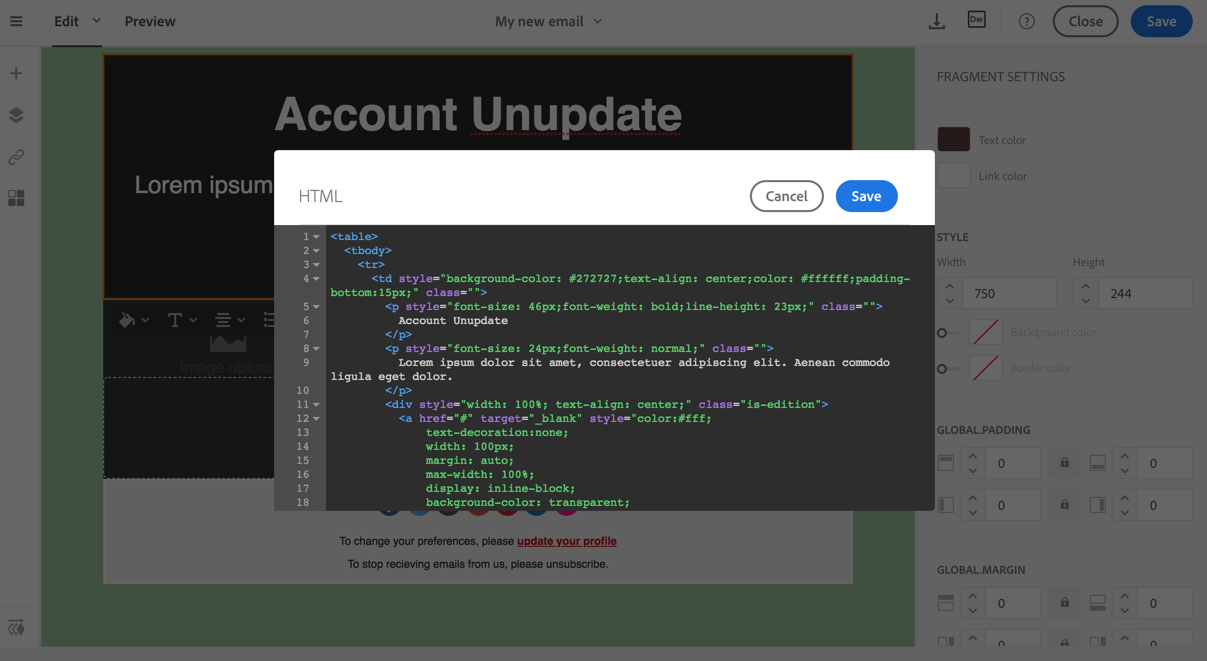 Edit
Preview
My new email
Dw
?
Close
Save
FRAGMENT SETTINGS
Account Unupdate
Text color
Lorem ipsum
Link color
HTML
Cancel
Save
STYLE
Width
Height
750
244
Background color
Border color
1 <table>
2 <tbody>
3 <tr>
4 <td style="background-color: #272727;text-align: center;color: #ffffff;padding-
bottom:15px;" class="">
5 <p style="font-size: 46px;font-weight: bold;line-height: 23px;" class="">
6 Account Unupdate
7 </p>
8 <p style="font-size: 24px;font-weight: normal;" class="">
9 Lorem ipsum dolor sit amet, consectetuer adipiscing elit. Aenean commodo
ligula eget dolor.
10 </p>
11 <div style="width: 100%; text-align: center;" class="is-edition">
12 <a href="#" target="_blank" style="color:#fff;
13 text-decoration:none;
14 width: 100px;
15 margin: auto;
16 max-width: 100%;
17 display: inline-block;
18 background-color: transparent;
Image upload
GLOBAL.PADDING
0
0
0
0
To change your preferences, please update your profile
To stop recieving emails from us, please unsubscribe.
GLOBAL.MARGIN
0
0
0
0